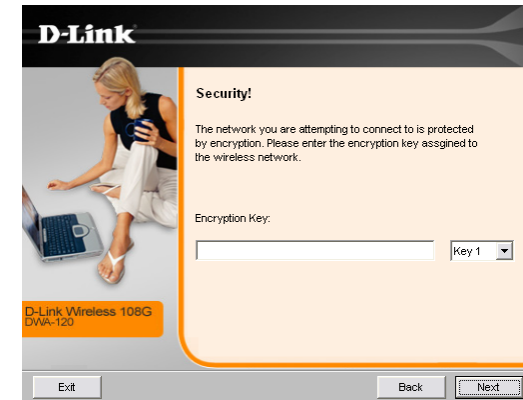 D-Link
Security!
The network you are attempting to connect to is protected
by encryption. Please enter the encryption key assgined to
the wireless network.
Encryption Key:
Key 1
D-Link Wireless 108G
DWA-120
Exit
Back
Next